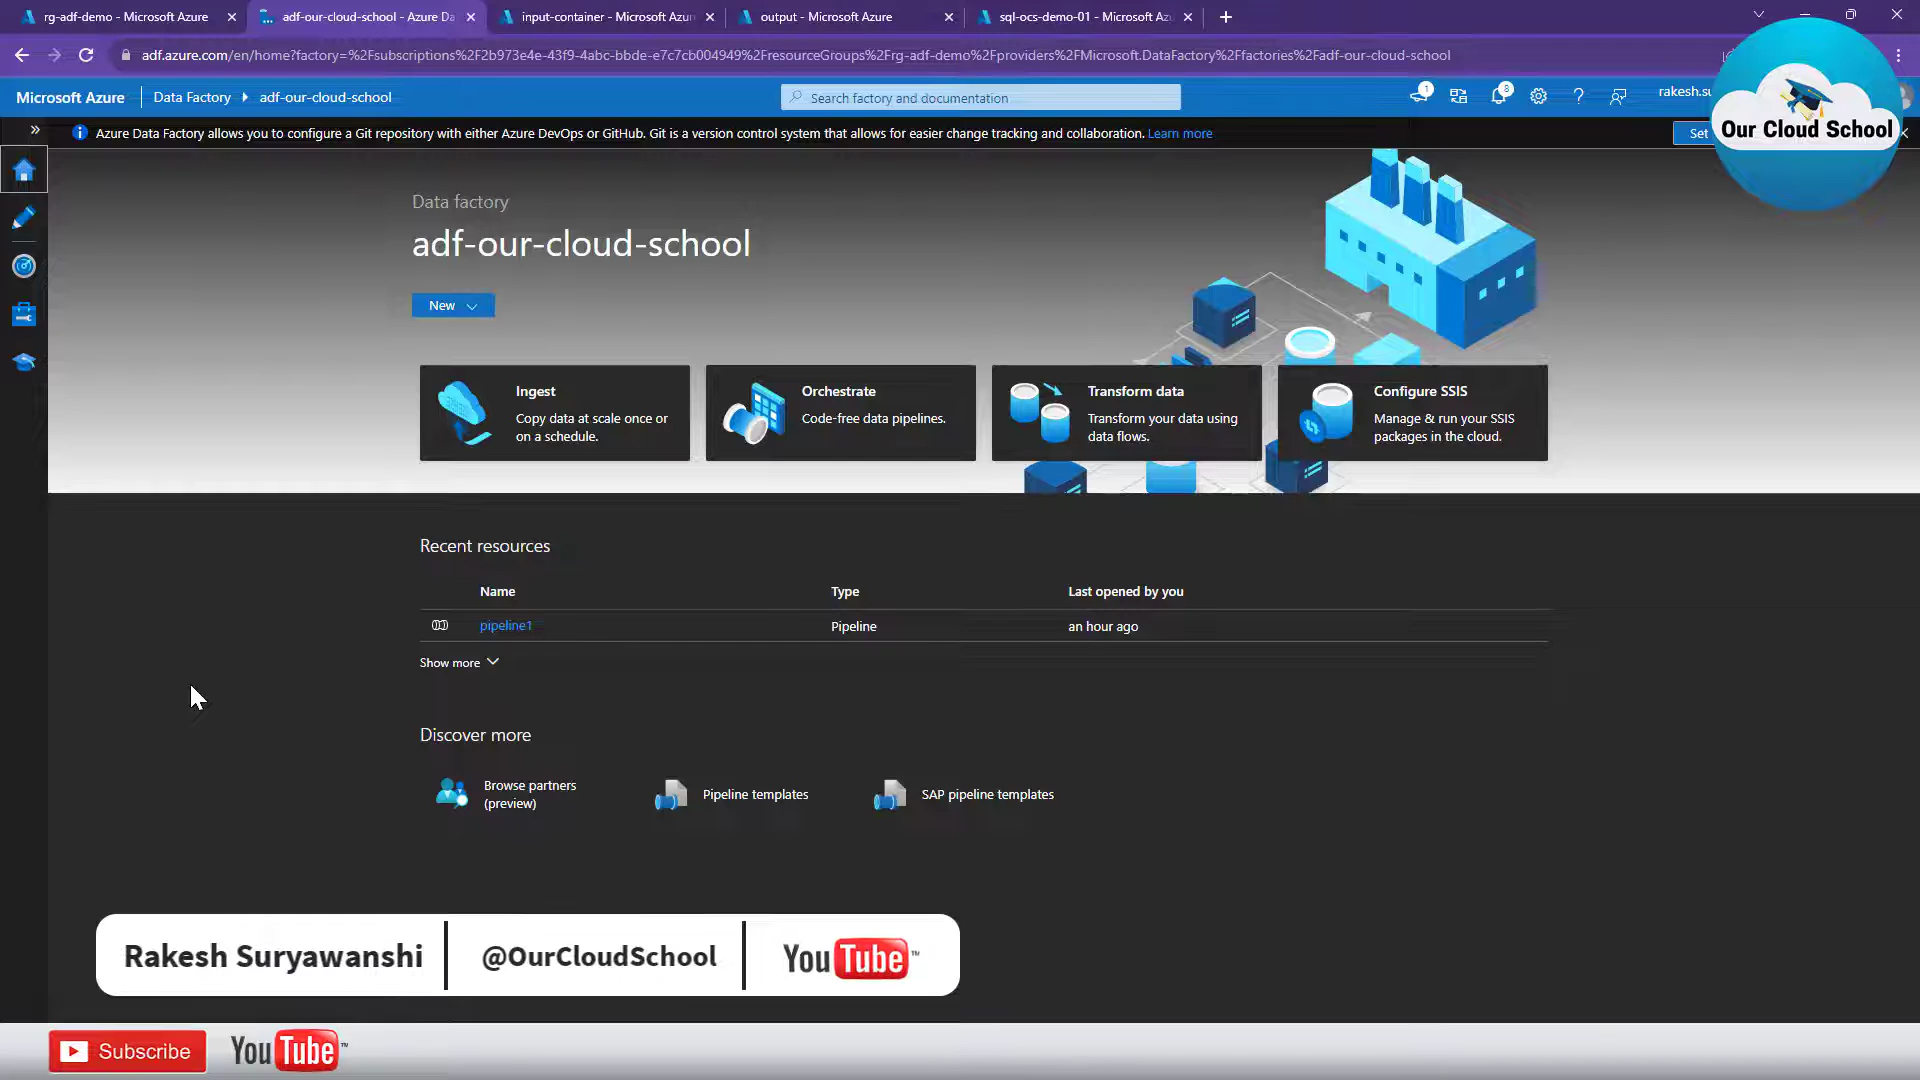 rg-adf-demo - Microsoft Azure
adf-our-cloud-school - Azure Da
input-container - Microsoft Azur
output - Microsoft Azure
sql-ocs-demo-01 - Microsoft Az
adf.azure.com/en/home?factory=%2Fsubscriptions%2F2b973e4e-43f9-4abc-bbde-e7c7cb004949%2FresourceGroups%2Frg-adf-demo%2Fproviders%2FMicrosoft.DataFactory%2Ffactories%2Fadf-our-cloud-school
Microsoft Azure
Data Factory
adf-our-cloud-school
Search factory and documentation
1
8
rakesh.su
Our Cloud School
Azure Data Factory allows you to configure a Git repository with either Azure DevOps or GitHub. Git is a version control system that allows for easier change tracking and collaboration. Learn more
Set
Data factory
adf-our-cloud-school
New
Ingest
Copy data at scale once or
on a schedule.
Orchestrate
Code-free data pipelines.
Transform data
Transform your data using
data flows.
Configure SSIS
Manage & run your SSIS
packages in the cloud.
Recent resources
Name Type Last opened by you
pipeline1 Pipeline an hour ago
Show more
Discover more
Browse partners
(preview)
Pipeline templates
SAP pipeline templates
Rakesh Suryawanshi
@OurCloudSchool
YouTube™
Subscribe
YouTube™